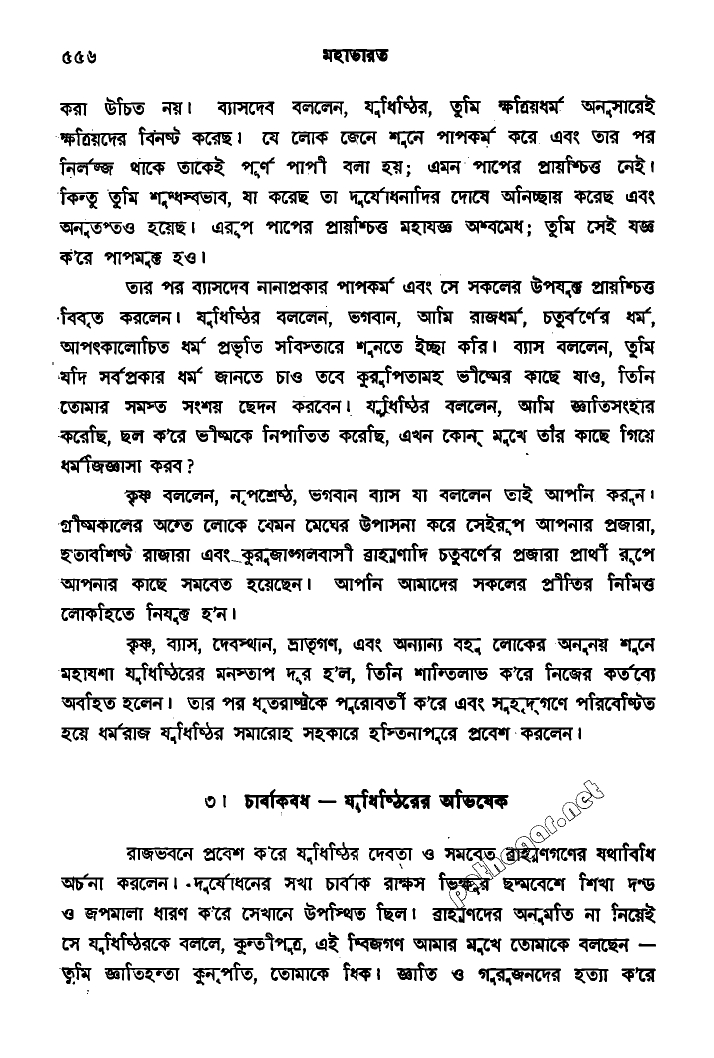 ৫৫৬ মহাভারত
করা উচিত নয়। ব্যাসদেব বললেন, যুধিষ্ঠির, তুমি ক্ষত্রিয়ধর্ম অনুসারেই
ক্ষত্রিয়দের বিনষ্ট করেছ। যে লোক জেনে শুনে পাপকর্ম করে এবং তার পর
নির্লজ্জ থাকে তাকেই পূর্ণ পাপী বলা হয়; এমন পাপের প্রায়শ্চিত্ত নেই।
কিন্তু তুমি শুদ্ধস্বভাব, যা করেছ তা দুর্যোধনাদির দোষে অনিচ্ছায় করেছ এবং
অনুতপ্তও হয়েছ। এরূপ পাপের প্রায়শ্চিত্ত মহাযজ্ঞ অশ্বমেধ; তুমি সেই যজ্ঞ
ক'রে পাপমুক্ত হও।
তার পর ব্যাসদেব নানাপ্রকার পাপকর্ম এবং সে সকলের উপযুক্ত প্রায়শ্চিত্ত
বিবৃত করলেন। যুধিষ্ঠির বললেন, ভগবান, আমি রাজধর্ম, চতুর্বর্ণের ধর্ম,
আপৎকালোচিত ধর্ম প্রভৃতি সবিস্তারে শুনতে ইচ্ছা করি। ব্যাস বললেন, তুমি
যদি সর্বপ্রকার ধর্ম জানতে চাও তবে কুরুপিতামহ ভীষ্মের কাছে যাও, তিনি
তোমার সমস্ত সংশয় ছেদন করবেন। যুধিষ্ঠির বললেন, আমি জ্ঞাতিসংহার
করেছি, ছল ক'রে ভীষ্মকে নিপাতিত করেছি, এখন কোন্ মুখে তাঁর কাছে গিয়ে
ধর্মজিজ্ঞাসা করব?
কৃষ্ণ বললেন, নৃপশ্রেষ্ঠ, ভগবান ব্যাস যা বললেন তাই আপনি করুন।
গ্রীষ্মকালের অন্তে লোকে যেমন মেঘের উপাসনা করে সেইরূপ আপনার প্রজারা,
হতাবশিষ্ট রাজারা এবং কুরুজাঙ্গলবাসী ব্রাহ্মণাদি চতুবর্ণের প্রজারা প্রার্থী রূপে
আপনার কাছে সমবেত হয়েছেন। আপনি আমাদের সকলের প্রীতির নিমিত্ত
লোকহিতে নিযুক্ত হ'ন।
কৃষ্ণ, ব্যাস, দেবস্থান, ভ্রাতৃগণ, এবং অন্যান্য বহু লোকের অনুনয় শুনে
মহাযশা যুধিষ্ঠিরের মনস্তাপ দূর হ'ল, তিনি শান্তিলাভ ক'রে নিজের কর্তব্যে
অবহিত হলেন। তার পর ধৃতরাষ্ট্রকে পুরোবর্তী ক'রে এবং সুহৃদ্‌গণে পরিবেষ্টিত
হয়ে ধর্মরাজ যুধিষ্ঠির সমারোহ সহকারে হস্তিনাপুরে প্রবেশ করলেন।
৩। চার্বাকবধ — যুধিষ্ঠিরের অভিষেক
রাজভবনে প্রবেশ ক'রে যুধিষ্ঠির দেবতা ও সমবেত ব্রাহ্মণগণের যথাবিধি
অর্চনা করলেন। দুর্যোধনের সখা চার্বাক রাক্ষস ভিক্ষুর ছদ্মবেশে শিখা দণ্ড
ও জপমালা ধারণ ক'রে সেখানে উপস্থিত ছিল। ব্রাহ্মণদের অনুমতি না নিয়েই
সে যুধিষ্ঠিরকে বললে, কুন্তীপুত্র, এই দ্বিজগণ আমার মুখে তোমাকে বলছেন —
তুমি জ্ঞাতিহন্তা কুনৃপতি, তোমাকে ধিক। জ্ঞাতি ও গুরুজনদের হত্যা ক'রে
pathagar.net